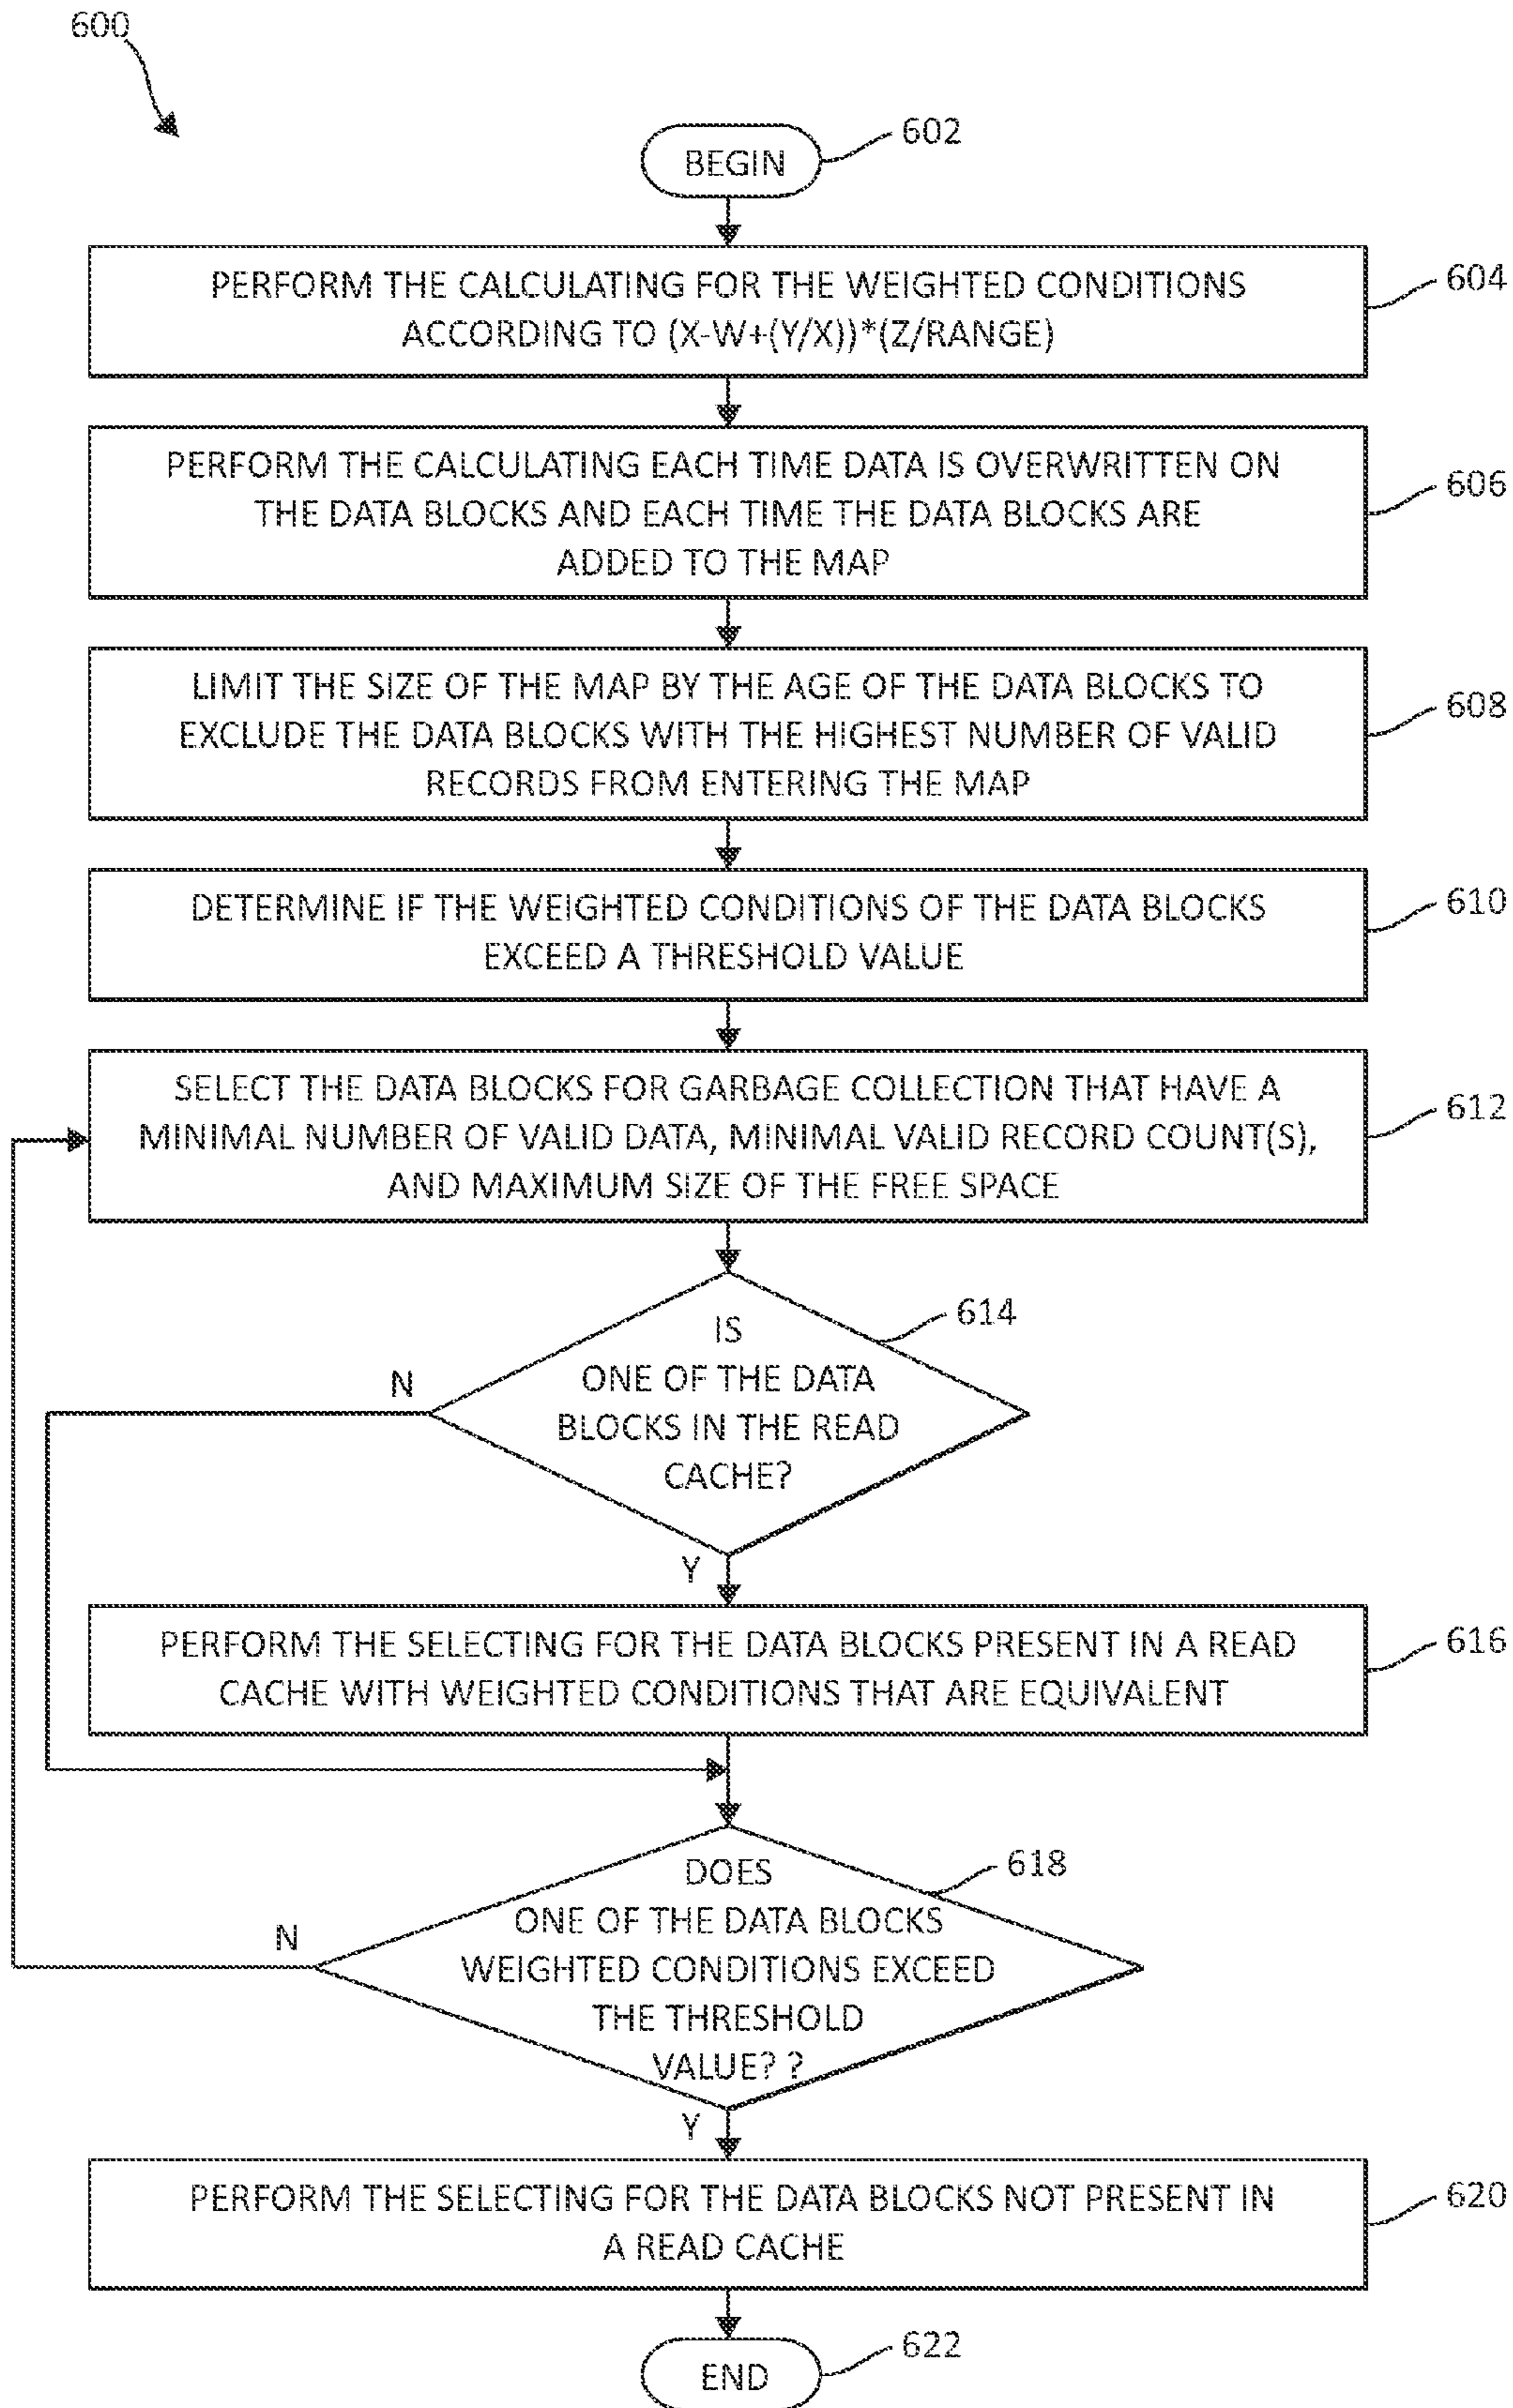 600
BEGIN
602
PERFORM THE CALCULATING FOR THE WEIGHTED CONDITIONS
ACCORDING TO (X-W+(Y/X))*(Z/RANGE)
604
PERFORM THE CALCULATING EACH TIME DATA IS OVERWRITTEN ON
THE DATA BLOCKS AND EACH TIME THE DATA BLOCKS ARE
ADDED TO THE MAP
606
LIMIT THE SIZE OF THE MAP BY THE AGE OF THE DATA BLOCKS TO
EXCLUDE THE DATA BLOCKS WITH THE HIGHEST NUMBER OF VALID
RECORDS FROM ENTERING THE MAP
608
DETERMINE IF THE WEIGHTED CONDITIONS OF THE DATA BLOCKS
EXCEED A THRESHOLD VALUE
610
SELECT THE DATA BLOCKS FOR GARBAGE COLLECTION THAT HAVE A
MINIMAL NUMBER OF VALID DATA, MINIMAL VALID RECORD COUNT(S),
AND MAXIMUM SIZE OF THE FREE SPACE
612
IS
ONE OF THE DATA
BLOCKS IN THE READ
CACHE?
614
N
Y
PERFORM THE SELECTING FOR THE DATA BLOCKS PRESENT IN A READ
CACHE WITH WEIGHTED CONDITIONS THAT ARE EQUIVALENT
616
DOES
ONE OF THE DATA BLOCKS
WEIGHTED CONDITIONS EXCEED
THE THRESHOLD
VALUE? ?
618
N
Y
PERFORM THE SELECTING FOR THE DATA BLOCKS NOT PRESENT IN
A READ CACHE
620
END
622